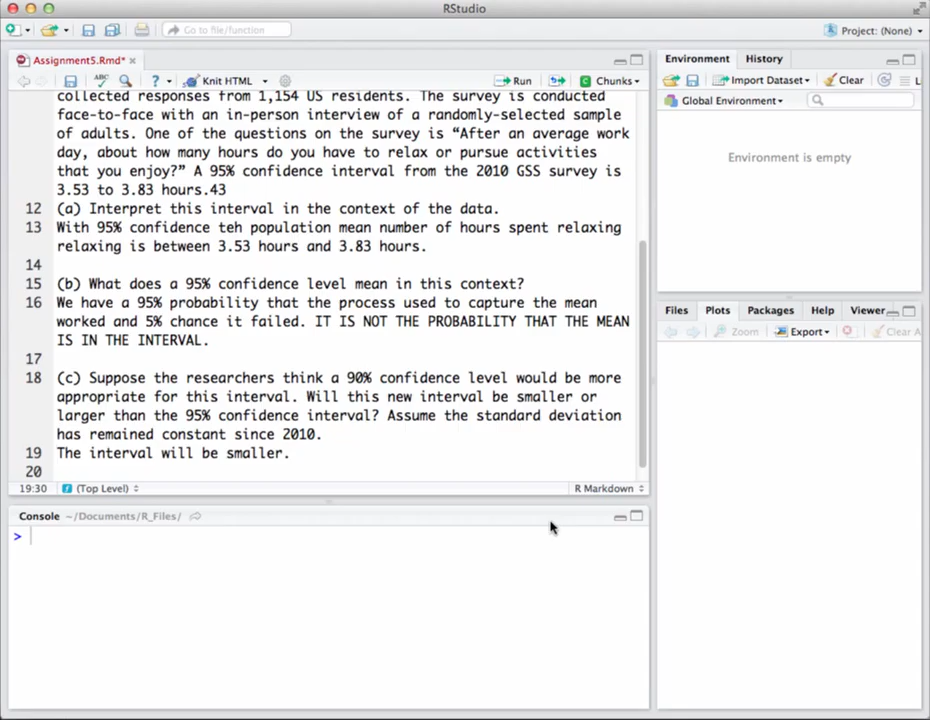 RStudio
Go to file/function
Project: (None)
Assignment5.Rmd*
ABC
?
Knit HTML
Run
Chunks
collected responses from 1,154 US residents. The survey is conducted
face-to-face with an in-person interview of a randomly-selected sample
of adults. One of the questions on the survey is “After an average work
day, about how many hours do you have to relax or pursue activities
that you enjoy?” A 95% confidence interval from the 2010 GSS survey is
3.53 to 3.83 hours.43
12 (a) Interpret this interval in the context of the data.
13 With 95% confidence teh population mean number of hours spent relaxing
relaxing is between 3.53 hours and 3.83 hours.
14
15 (b) What does a 95% confidence level mean in this context?
16 We have a 95% probability that the process used to capture the mean
worked and 5% chance it failed. IT IS NOT THE PROBABILITY THAT THE MEAN
IS IN THE INTERVAL.
17
18 (c) Suppose the researchers think a 90% confidence level would be more
appropriate for this interval. Will this new interval be smaller or
larger than the 95% confidence interval? Assume the standard deviation
has remained constant since 2010.
19 The interval will be smaller.
20
19:30 (Top Level) R Markdown
Console ~/Documents/R_Files/
>
Environment History
Import Dataset Clear L
Global Environment
Environment is empty
Files Plots Packages Help Viewer
Zoom Export Clear A